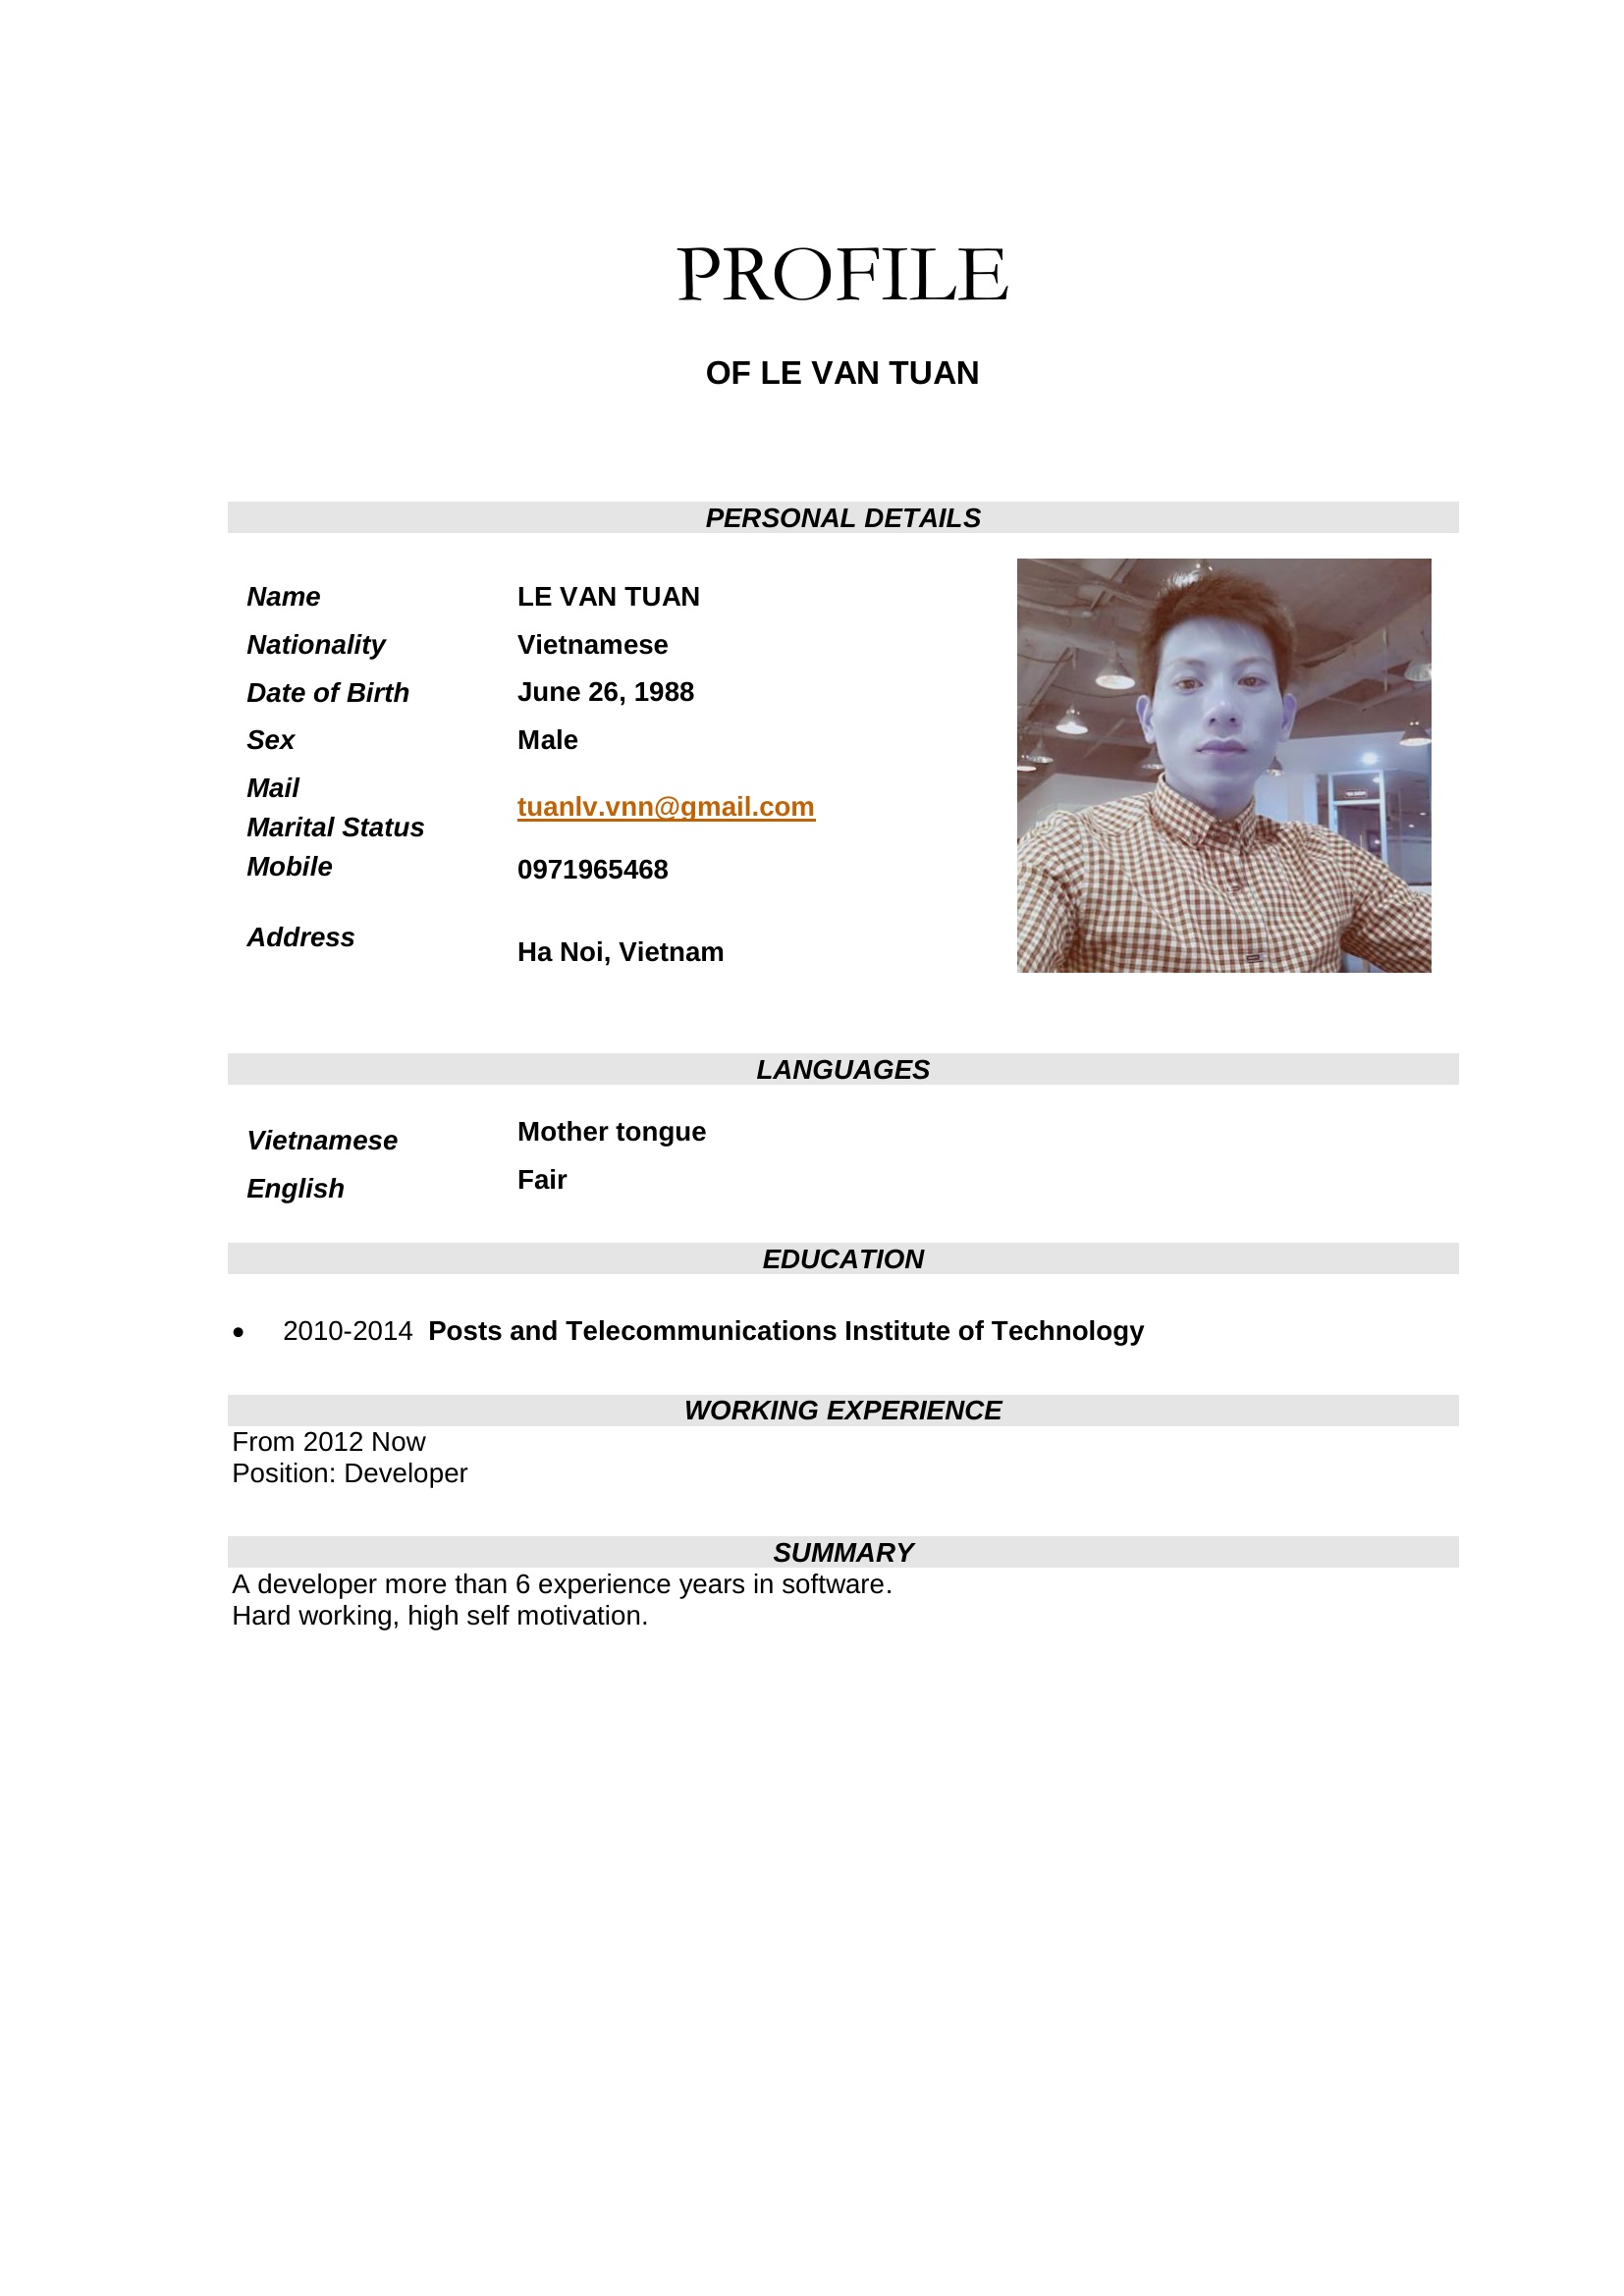 PROFILE
OF LE VAN TUAN
PERSONAL DETAILS
Name LE VAN TUAN
Nationality Vietnamese
Date of Birth June 26, 1988
Sex Male
Mail tuanlv.vnn@gmail.com
Marital Status
Mobile 0971965468
Address Ha Noi, Vietnam
LANGUAGES
Vietnamese Mother tongue
English Fair
EDUCATION
• 2010-2014 Posts and Telecommunications Institute of Technology
WORKING EXPERIENCE
From 2012 Now
Position: Developer
SUMMARY
A developer more than 6 experience years in software.
Hard working, high self motivation.